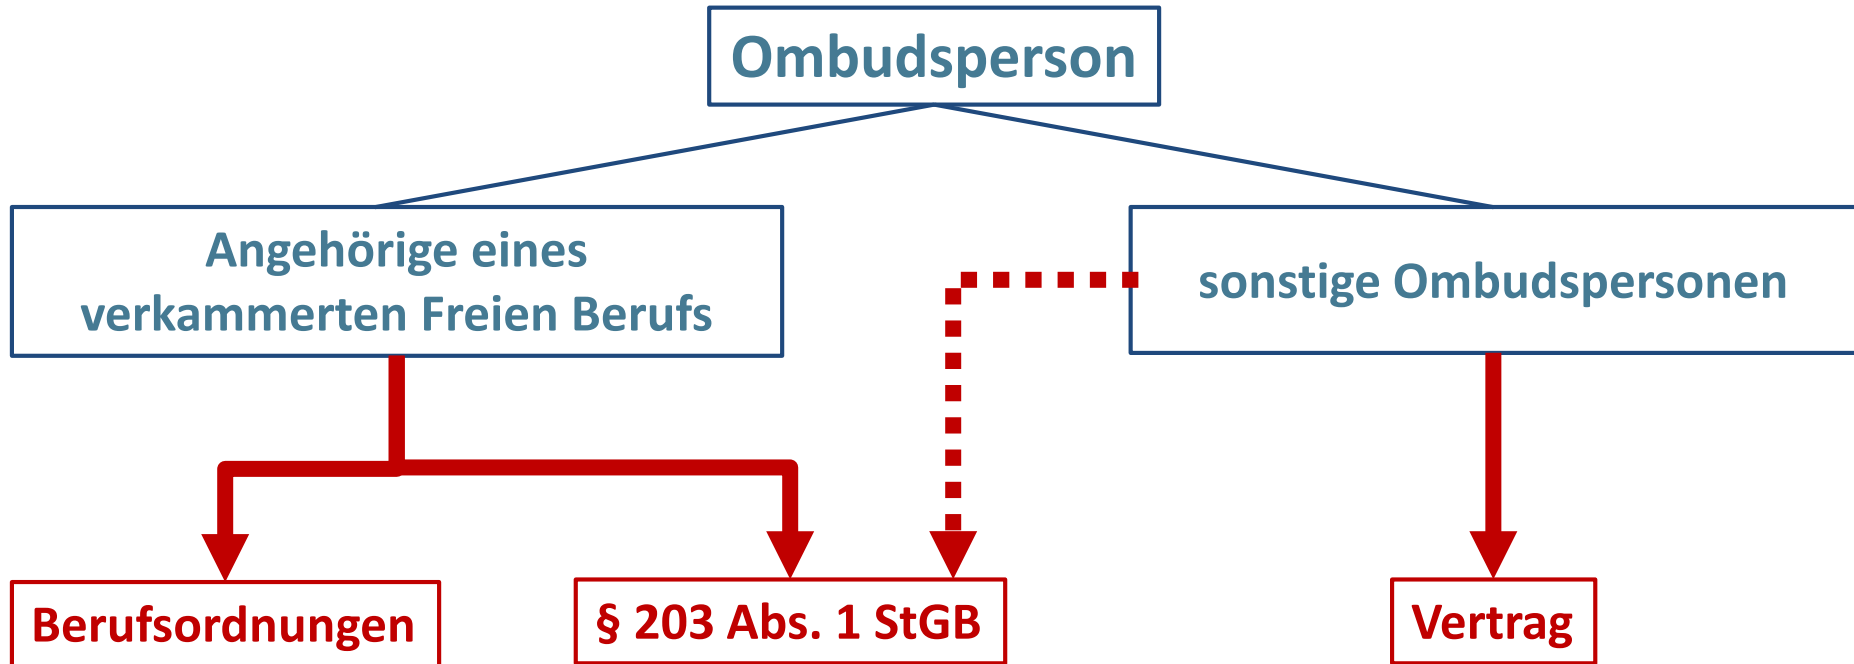 Ombudsperson
Angehörige eines
verkammerten Freien Berufs
sonstige Ombudspersonen
Berufsordnungen
§ 203 Abs. 1 StGB
Vertrag